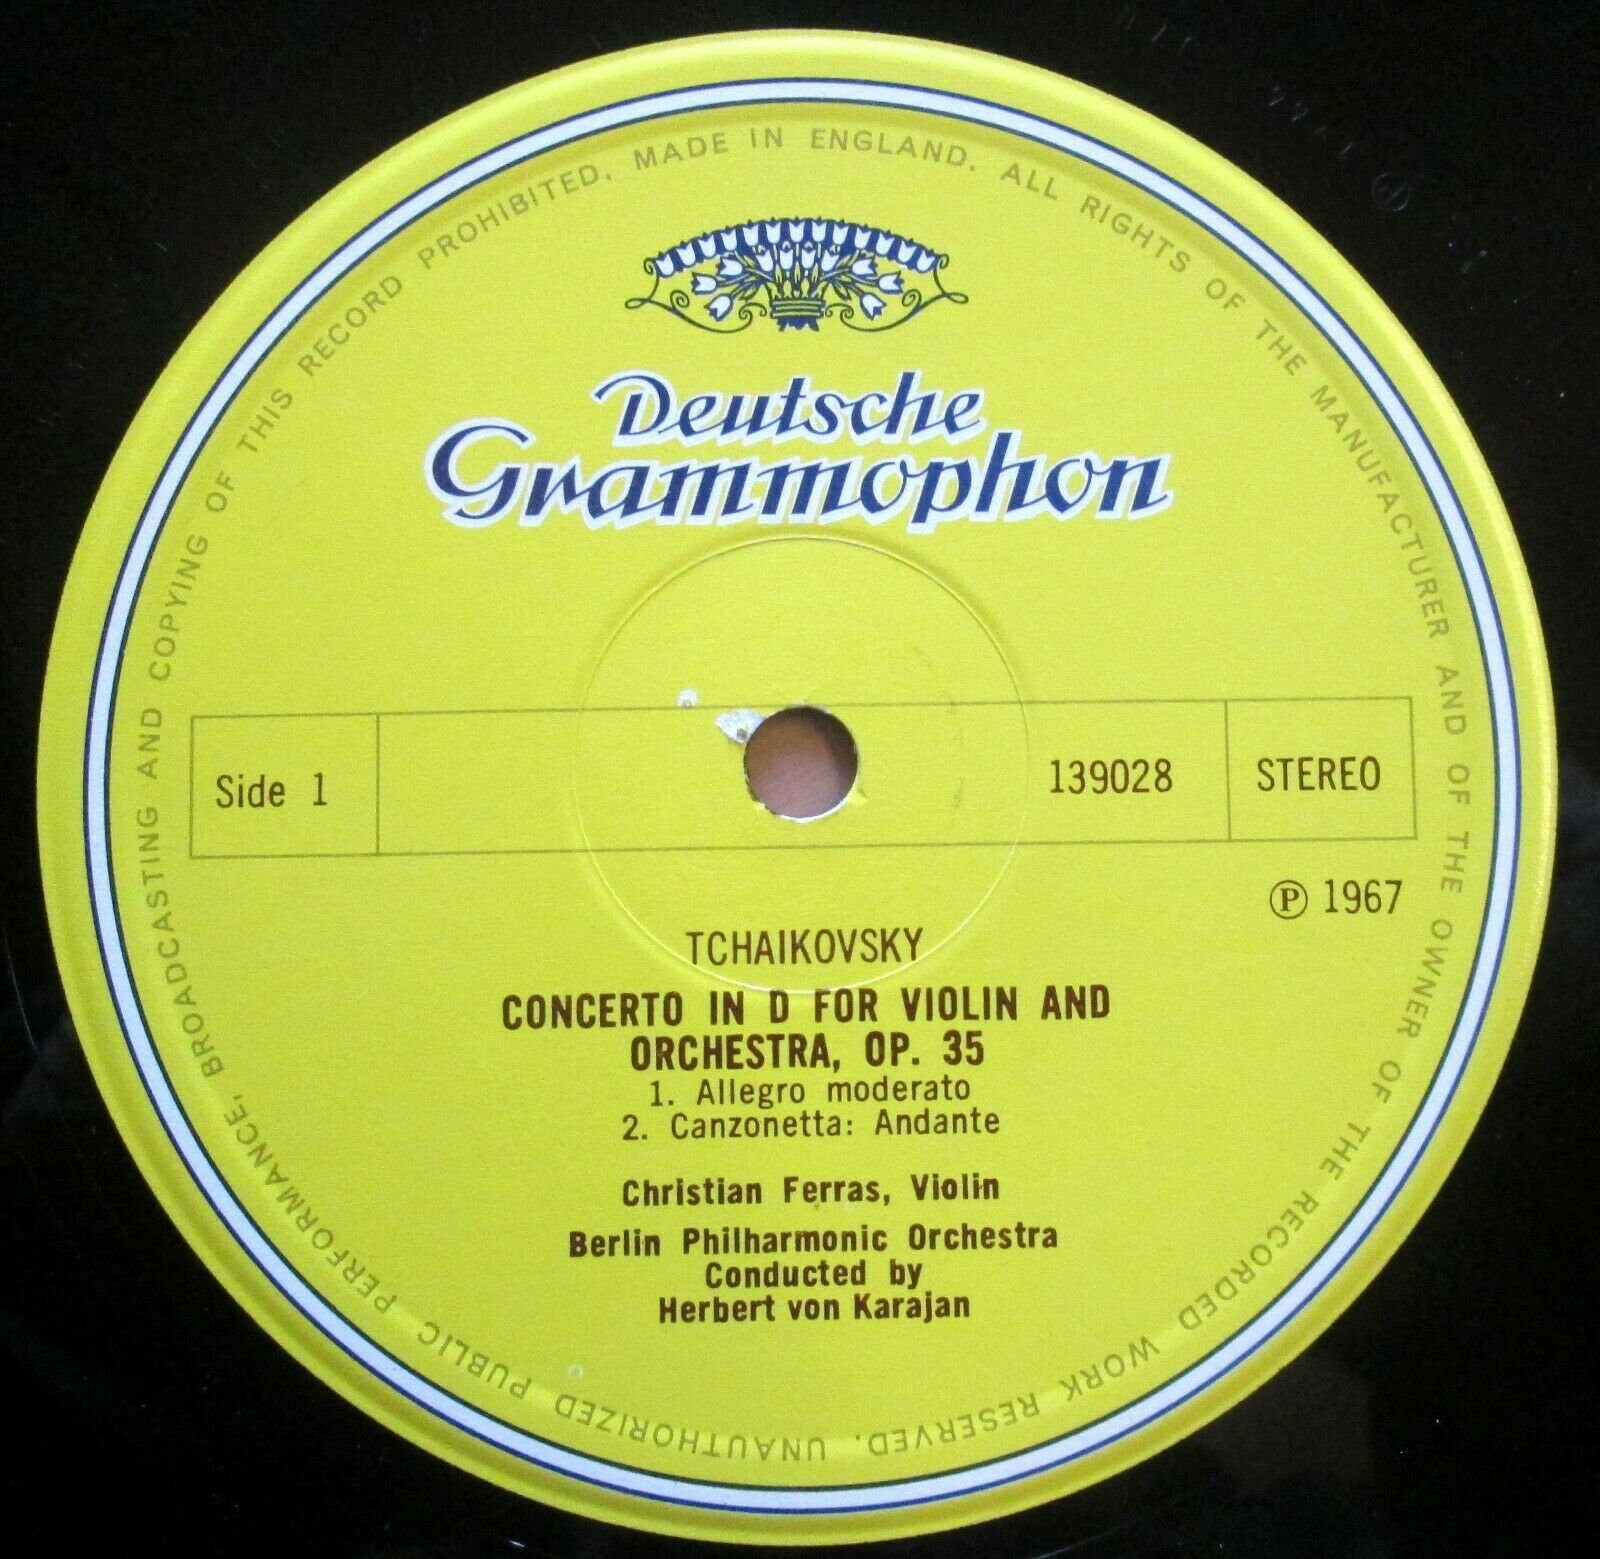 MADE IN ENGLAND. ALL RIGHTS OF THE MANUFACTURER AND OF THE OWNER OF THE RECORDED WORK RESERVED. UNAUTHORIZED PUBLIC PERFORMANCE, BROADCASTING AND COPYING OF THIS RECORD PROHIBITED.
Deutsche
Grammophon
Side 1 139028 STEREO
℗ 1967
TCHAIKOVSKY
CONCERTO IN D FOR VIOLIN AND
ORCHESTRA, OP. 35
1. Allegro moderato
2. Canzonetta: Andante
Christian Ferras, Violin
Berlin Philharmonic Orchestra
Conducted by
Herbert von Karajan